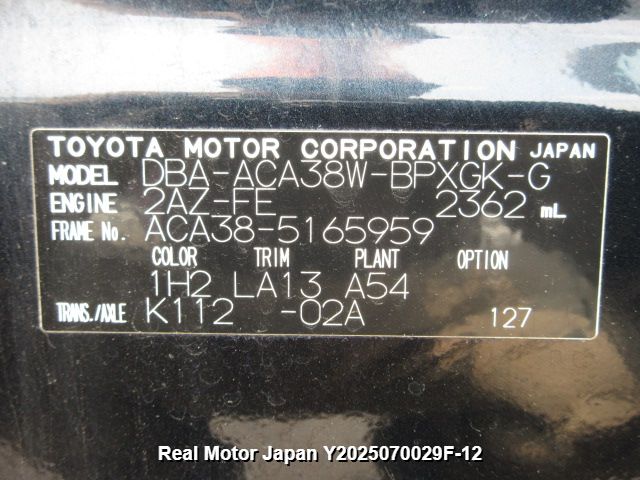 TOYOTA MOTOR CORPORATION JAPAN
MODEL DBA-ACA38W-BPXGK-G
ENGINE 2AZ-FE 2362 mL
FRAME No. ACA38-5165959
COLOR TRIM PLANT OPTION
1H2 LA13 A54
TRANS./AXLE K112 -02A 127
Real Motor Japan Y2025070029F-12